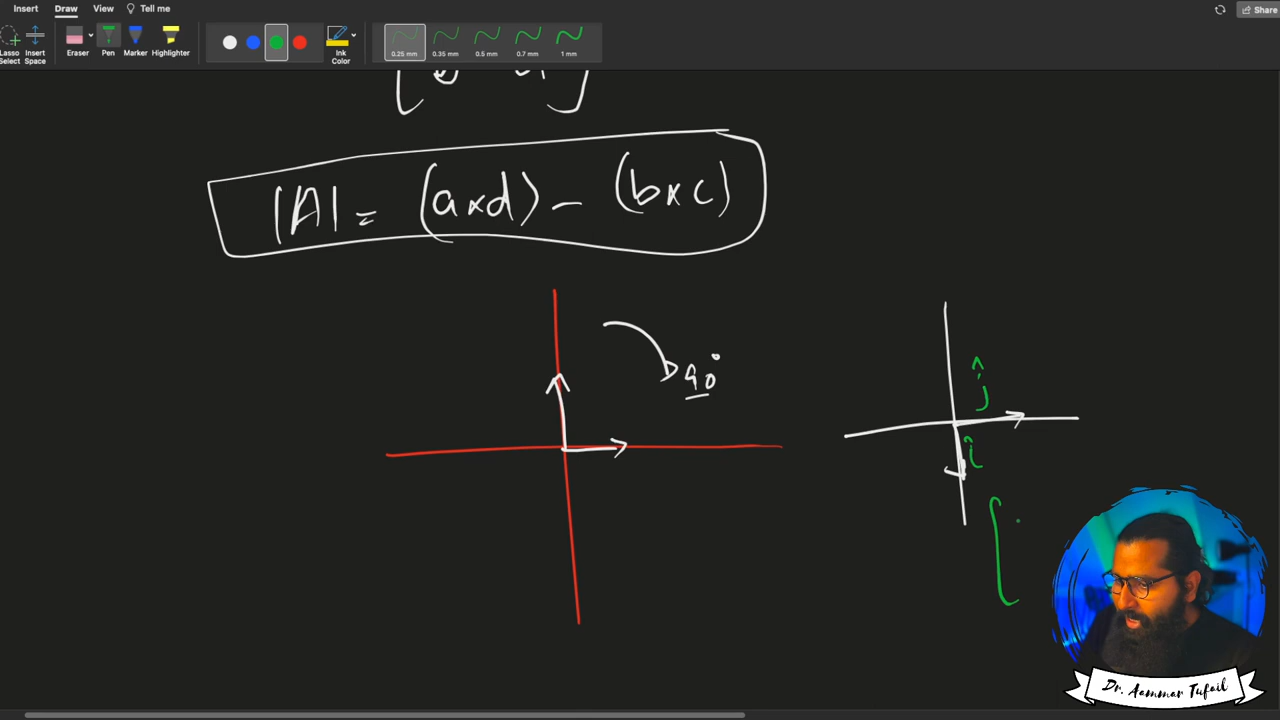 Insert Draw View Tell me
Share
Lasso Select
Insert Space
Eraser
Pen
Marker
Highlighter
Ink Color
0.25 mm
0.35 mm
0.5 mm
0.7 mm
1 mm
|A| = (a×d) - (b×c)
90°
ĵ
î
Dr. Aammar Tufail